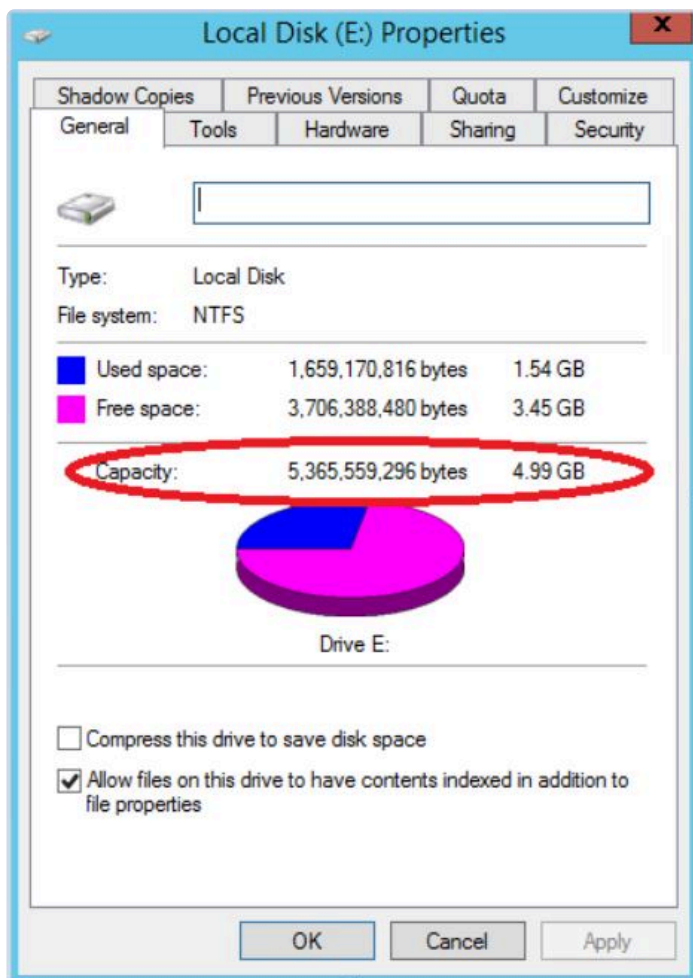 Local Disk (E:) Properties
x
Shadow Copies Previous Versions Quota Customize
General Tools Hardware Sharing Security
Type: Local Disk
File system: NTFS
Used space: 1,659,170,816 bytes 1.54 GB
Free space: 3,706,388,480 bytes 3.45 GB
Capacity: 5,365,559,296 bytes 4.99 GB
Drive E:
Compress this drive to save disk space
Allow files on this drive to have contents indexed in addition to
file properties
OK Cancel Apply